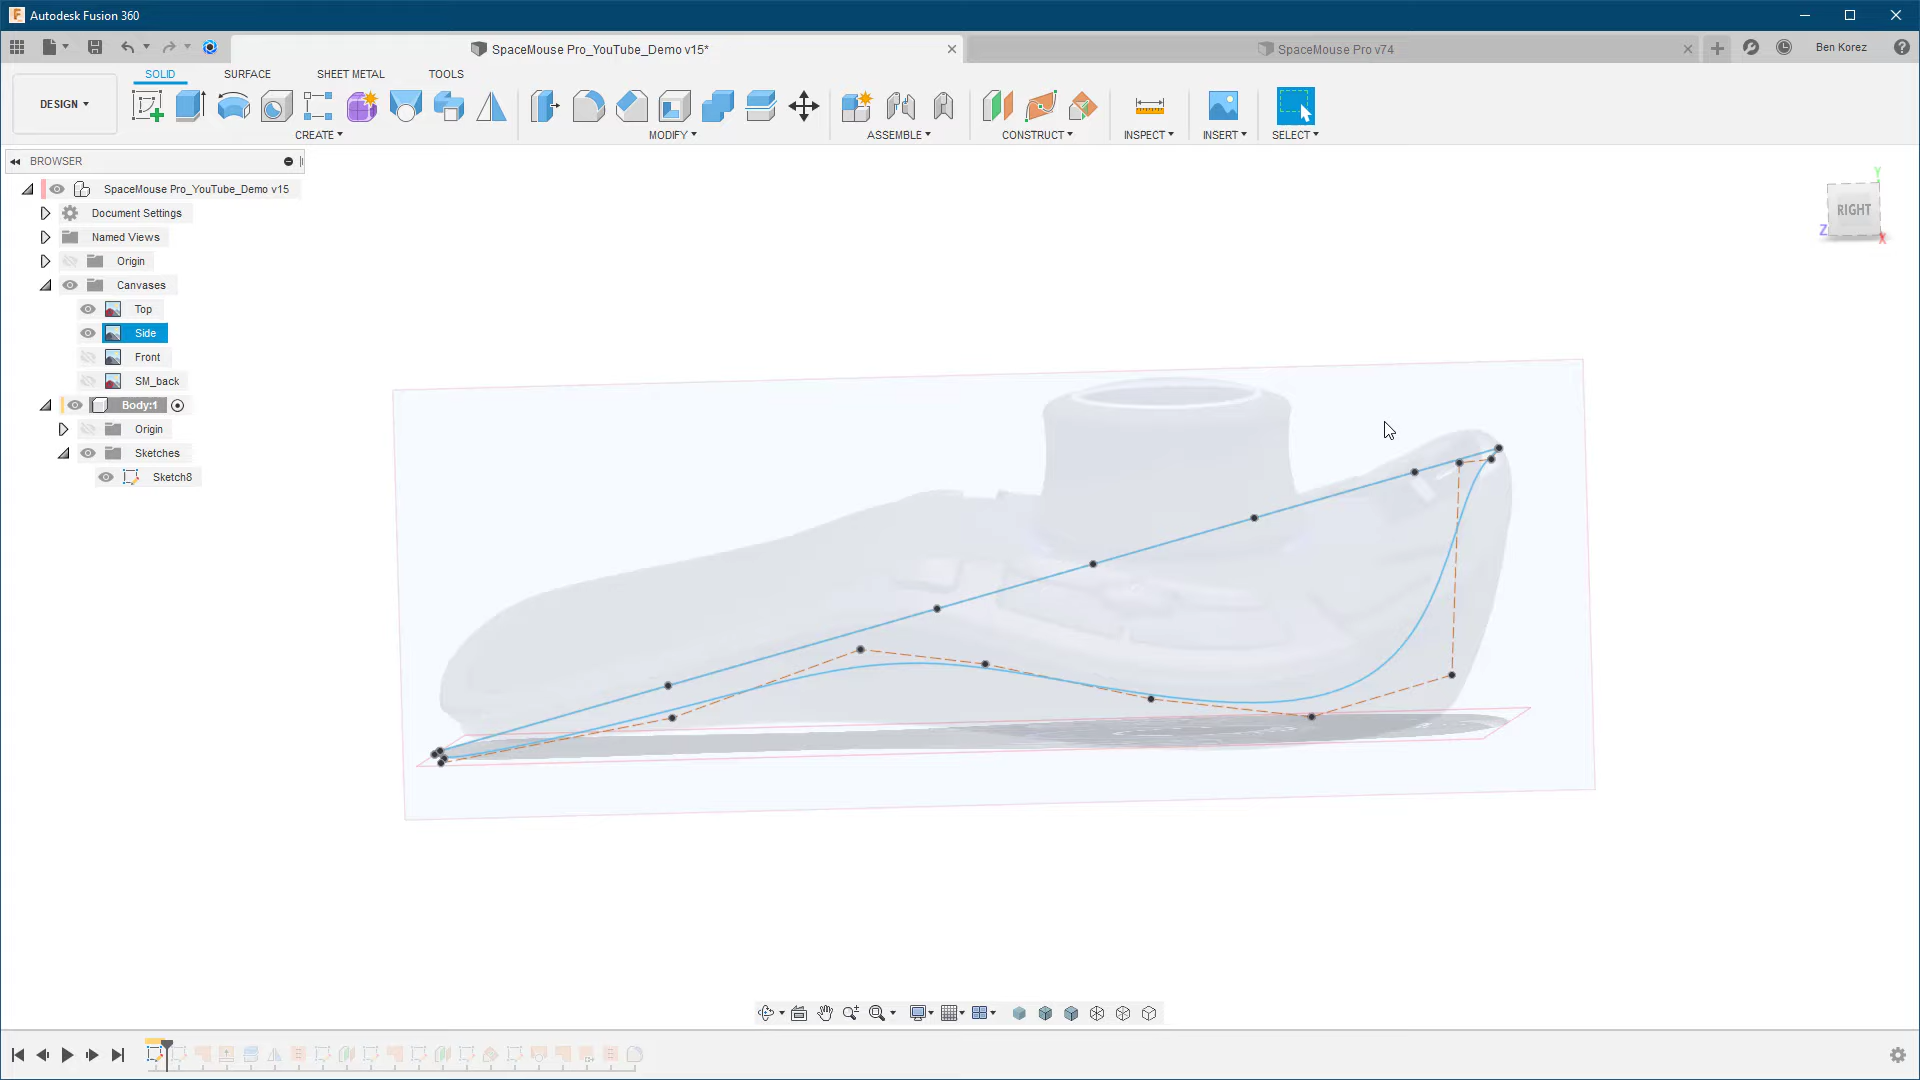 Autodesk Fusion 360
SpaceMouse Pro_YouTube_Demo v15*
SpaceMouse Pro v74
Ben Korez
DESIGN
SOLID
SURFACE
SHEET METAL
TOOLS
CREATE
MODIFY
ASSEMBLE
CONSTRUCT
INSPECT
INSERT
SELECT
BROWSER
SpaceMouse Pro_YouTube_Demo v15
Document Settings
Named Views
Origin
Canvases
Top
Side
Front
SM_back
Body:1
Origin
Sketches
Sketch8
Y
RIGHT
Z
X